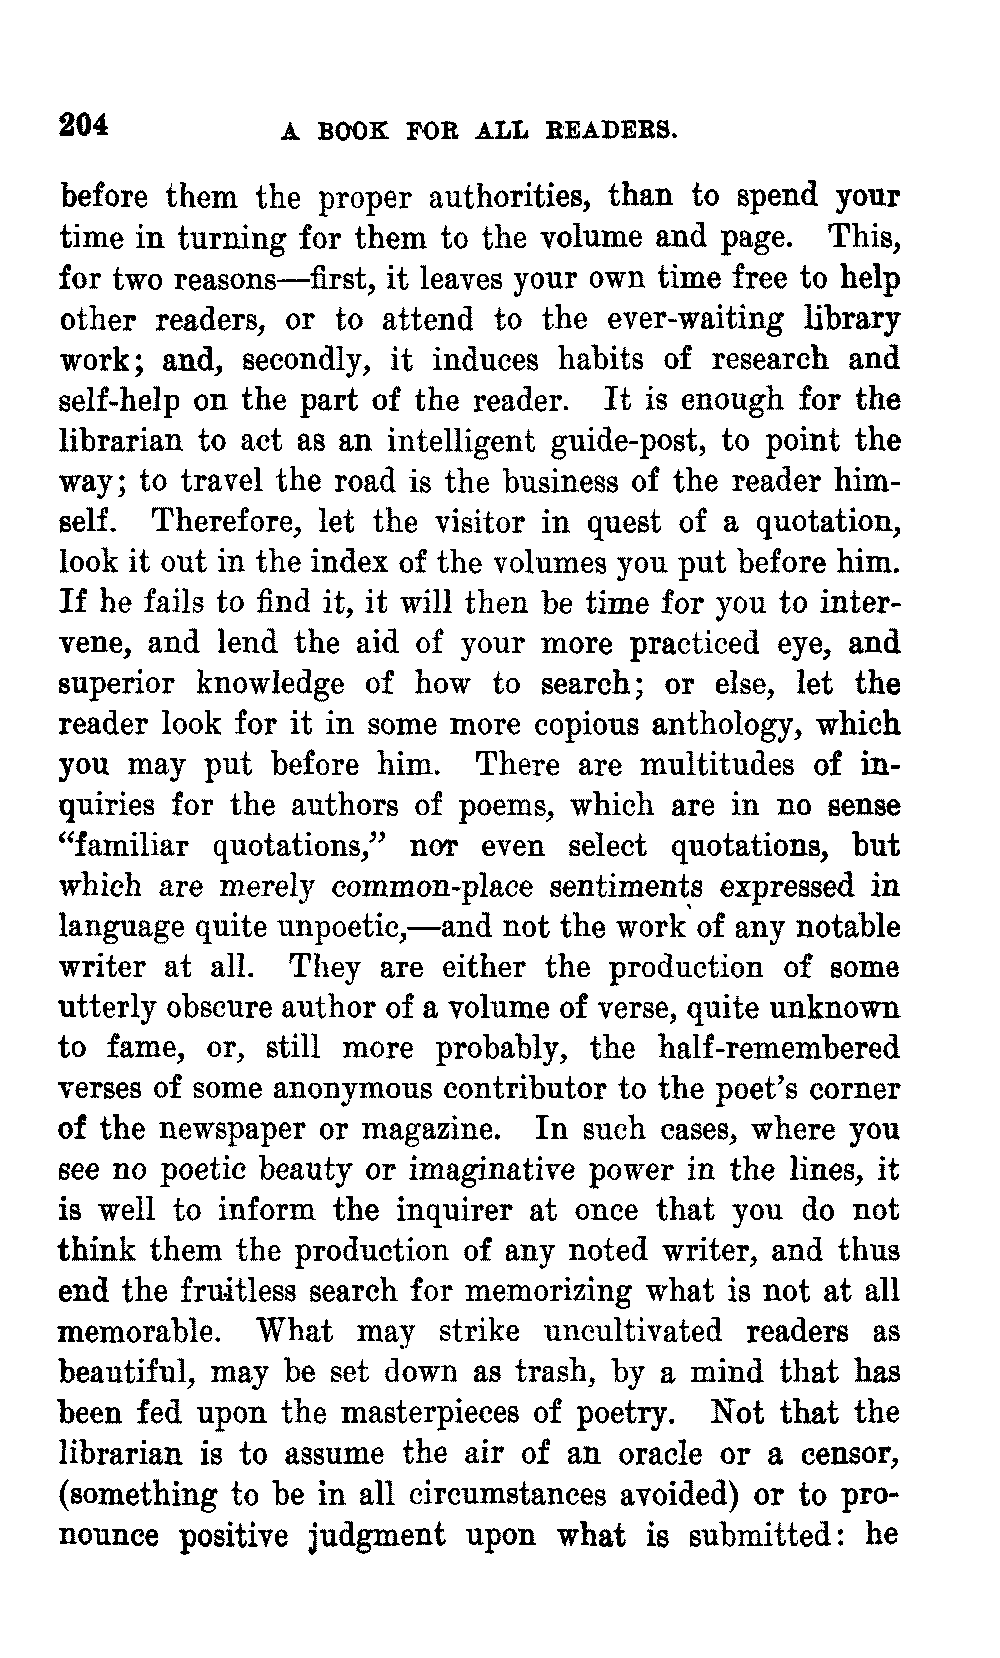 204 A BOOK FOR ALL READERS.
before them the proper authorities, than to spend your
time in turning for them to the volume and page. This,
for two reasons—first, it leaves your own time free to help
other readers, or to attend to the ever-waiting library
work; and, secondly, it induces habits of research and
self-help on the part of the reader. It is enough for the
librarian to act as an intelligent guide-post, to point the
way; to travel the road is the business of the reader him-
self. Therefore, let the visitor in quest of a quotation,
look it out in the index of the volumes you put before him.
If he fails to find it, it will then be time for you to inter-
vene, and lend the aid of your more practiced eye, and
superior knowledge of how to search; or else, let the
reader look for it in some more copious anthology, which
you may put before him. There are multitudes of in-
quiries for the authors of poems, which are in no sense
“familiar quotations,” nor even select quotations, but
which are merely common-place sentiments expressed in
language quite unpoetic,—and not the work of any notable
writer at all. They are either the production of some
utterly obscure author of a volume of verse, quite unknown
to fame, or, still more probably, the half-remembered
verses of some anonymous contributor to the poet’s corner
of the newspaper or magazine. In such cases, where you
see no poetic beauty or imaginative power in the lines, it
is well to inform the inquirer at once that you do not
think them the production of any noted writer, and thus
end the fruitless search for memorizing what is not at all
memorable. What may strike uncultivated readers as
beautiful, may be set down as trash, by a mind that has
been fed upon the masterpieces of poetry. Not that the
librarian is to assume the air of an oracle or a censor,
(something to be in all circumstances avoided) or to pro-
nounce positive judgment upon what is submitted: he